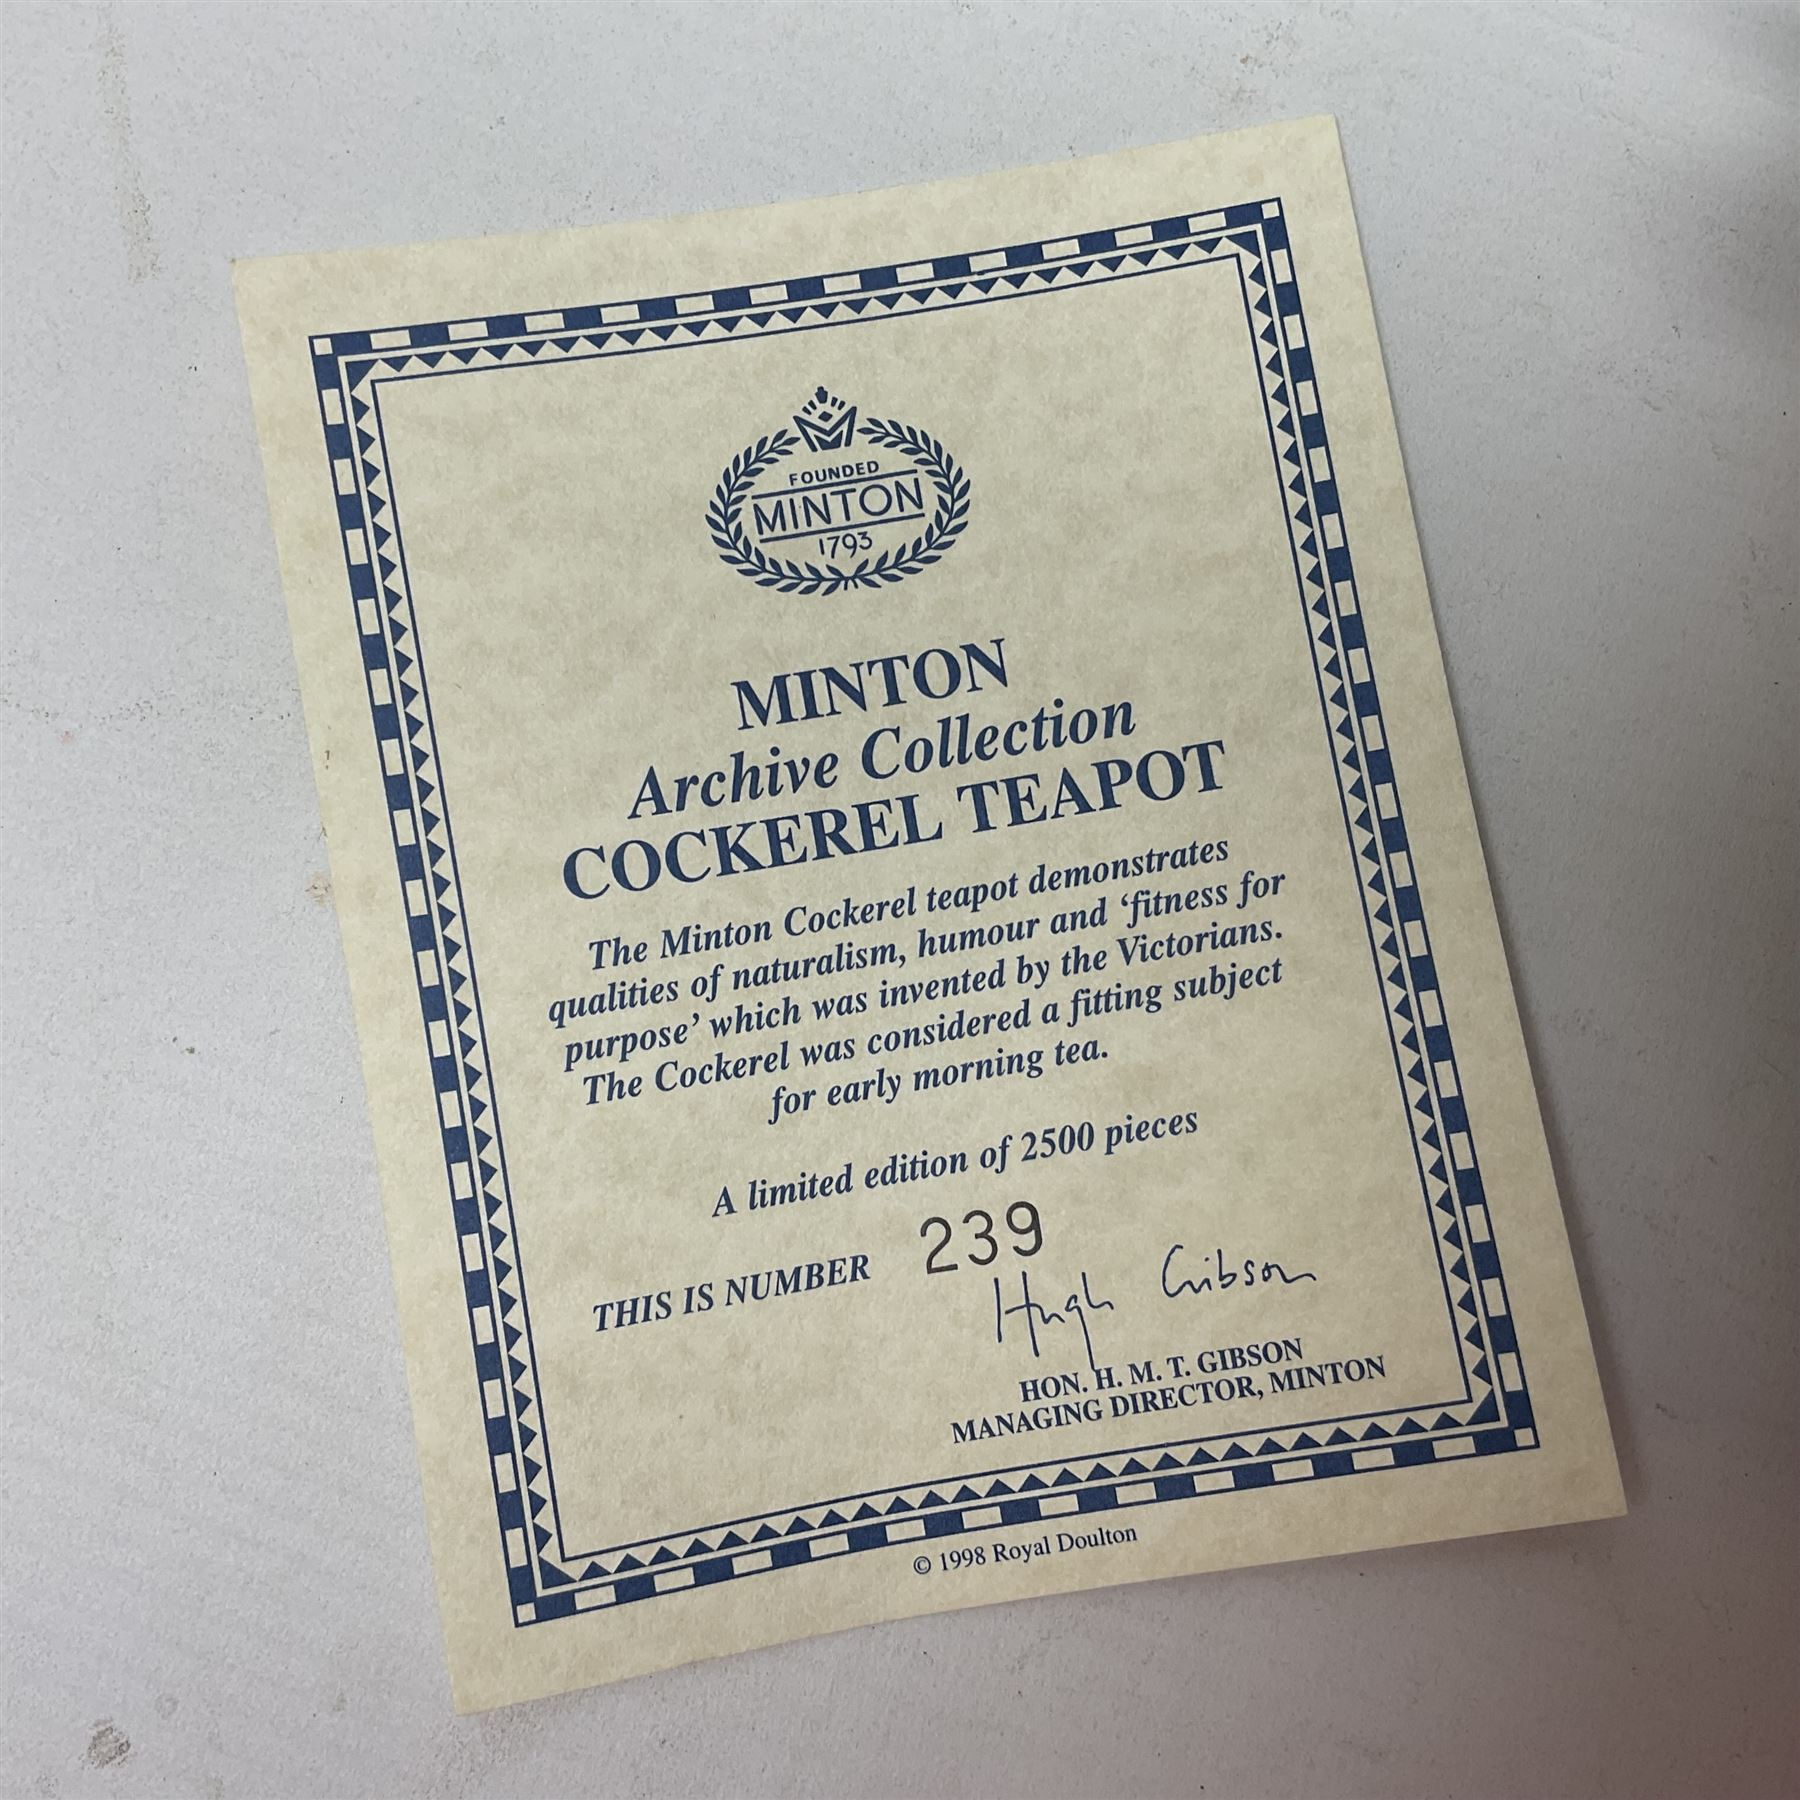 FOUNDED
MINTON
1793
MINTON
Archive Collection
COCKEREL TEAPOT
The Minton Cockerel teapot demonstrates
qualities of naturalism, humour and ‘fitness for
purpose’ which was invented by the Victorians.
The Cockerel was considered a fitting subject
for early morning tea.
A limited edition of 2500 pieces
THIS IS NUMBER 239
Hugh Gibson
HON. H. M. T. GIBSON
MANAGING DIRECTOR, MINTON
© 1998 Royal Doulton